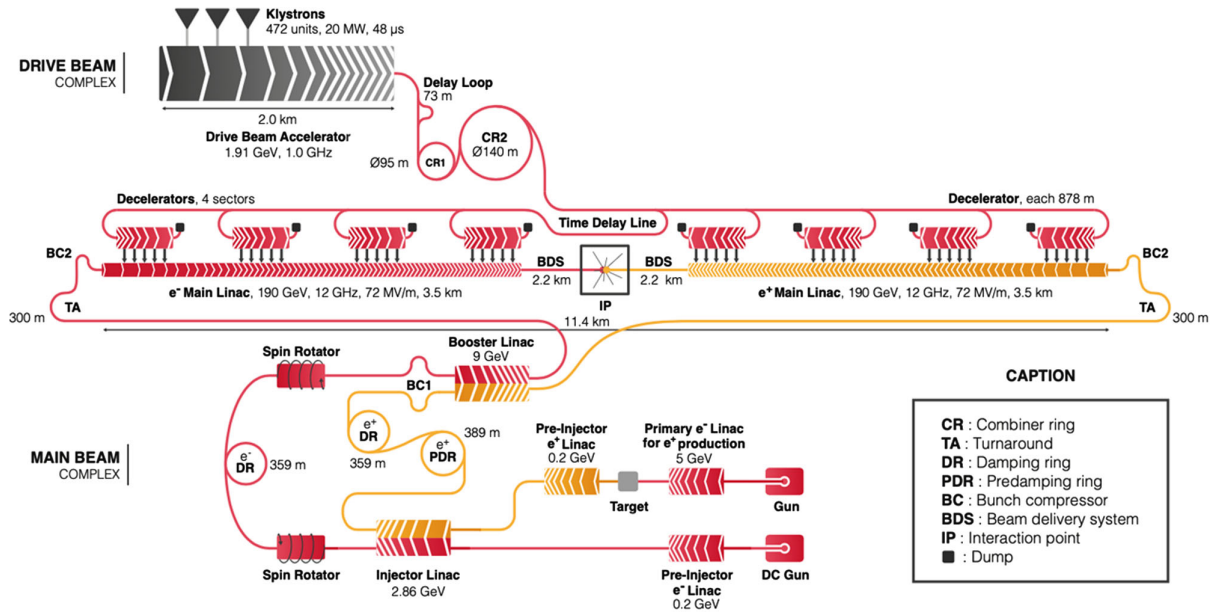 Klystrons
472 units, 20 MW, 48 µs
DRIVE BEAM
COMPLEX
Delay Loop
73 m
2.0 km
Drive Beam Accelerator
1.91 GeV, 1.0 GHz
CR2
Ø140 m
Ø95 m
CR1
Decelerators, 4 sectors
Decelerator, each 878 m
Time Delay Line
BC2
BDS
2.2 km
BDS
2.2 km
BC2
e⁻ Main Linac, 190 GeV, 12 GHz, 72 MV/m, 3.5 km
IP
e⁺ Main Linac, 190 GeV, 12 GHz, 72 MV/m, 3.5 km
TA
300 m
TA
300 m
11.4 km
Spin Rotator
Booster Linac
9 GeV
BC1
MAIN BEAM
COMPLEX
e⁻
DR
359 m
e⁺
DR
359 m
e⁺
PDR
389 m
Pre-Injector
e⁺ Linac
0.2 GeV
Primary e⁻ Linac
for e⁺ production
5 GeV
Target
Gun
Spin Rotator
Injector Linac
2.86 GeV
Pre-Injector
e⁻ Linac
0.2 GeV
DC Gun
CAPTION
CR : Combiner ring
TA : Turnaround
DR : Damping ring
PDR : Predamping ring
BC : Bunch compressor
BDS : Beam delivery system
IP : Interaction point
: Dump